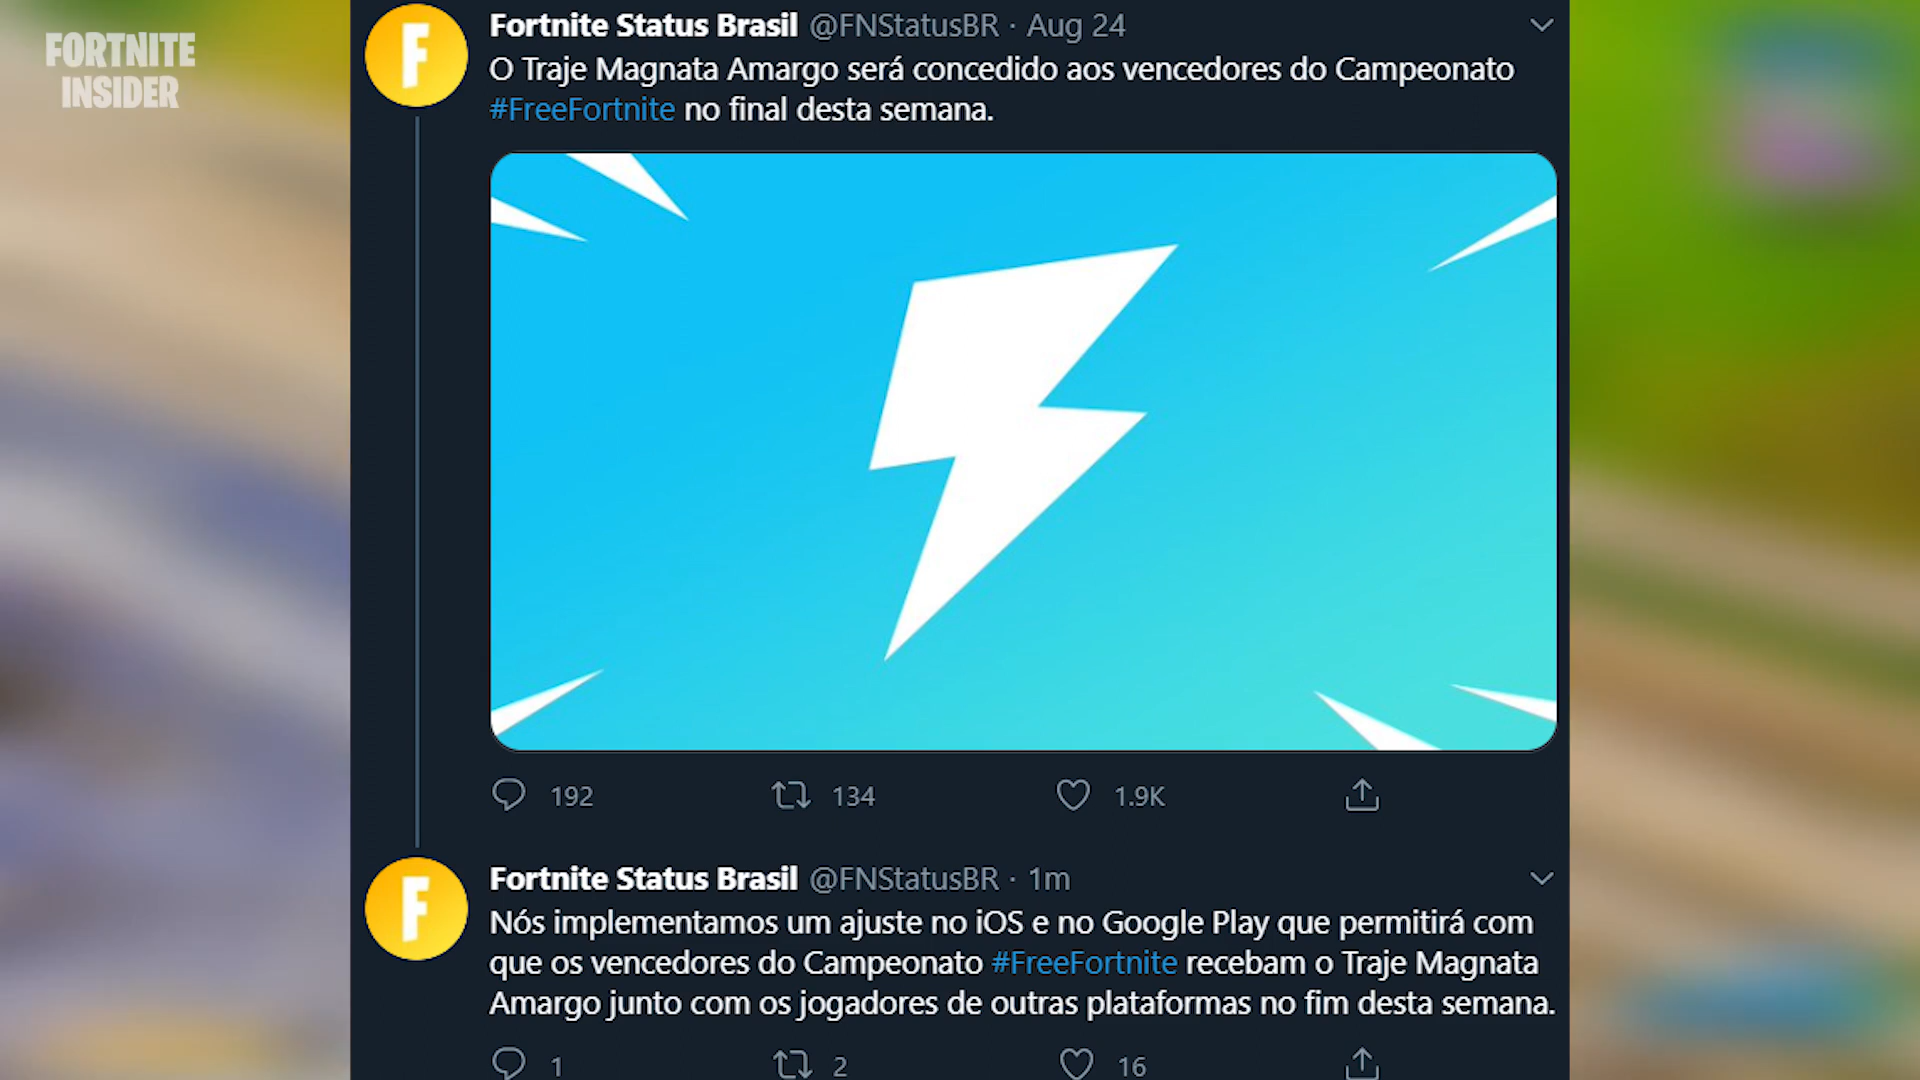 FORTNITE
INSIDER
Fortnite Status Brasil @FNStatusBR · Aug 24
O Traje Magnata Amargo será concedido aos vencedores do Campeonato
#FreeFortnite no final desta semana.
192 134 1.9K
Fortnite Status Brasil @FNStatusBR · 1m
Nós implementamos um ajuste no iOS e no Google Play que permitirá com
que os vencedores do Campeonato #FreeFortnite recebam o Traje Magnata
Amargo junto com os jogadores de outras plataformas no fim desta semana.
1 2 16